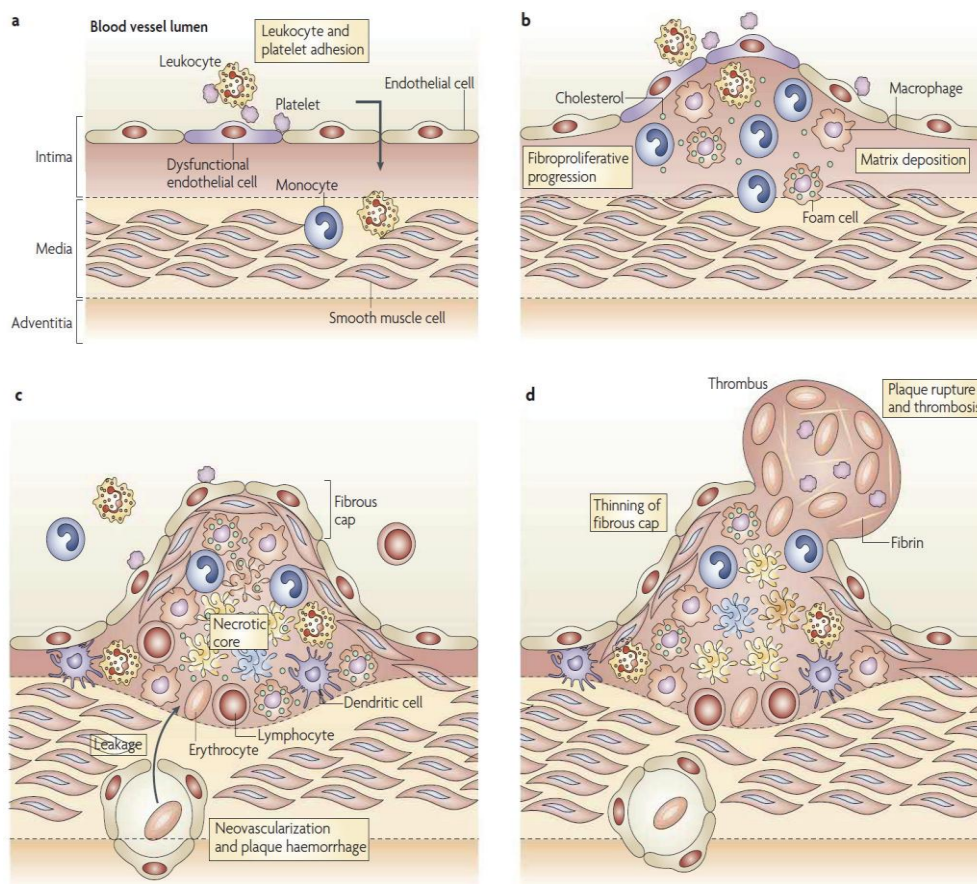 a
Blood vessel lumen
Leukocyte and
platelet adhesion
Leukocyte
Platelet
Endothelial cell
Intima
Dysfunctional
endothelial cell
Monocyte
Media
Smooth muscle cell
Adventitia
b
Cholesterol
Macrophage
Fibroproliferative
progression
Matrix deposition
Foam cell
c
Fibrous
cap
Necrotic
core
Dendritic cell
Lymphocyte
Erythrocyte
Leakage
Neovascularization
and plaque haemorrhage
d
Thrombus
Plaque rupture
and thrombosis
Thinning of
fibrous cap
Fibrin